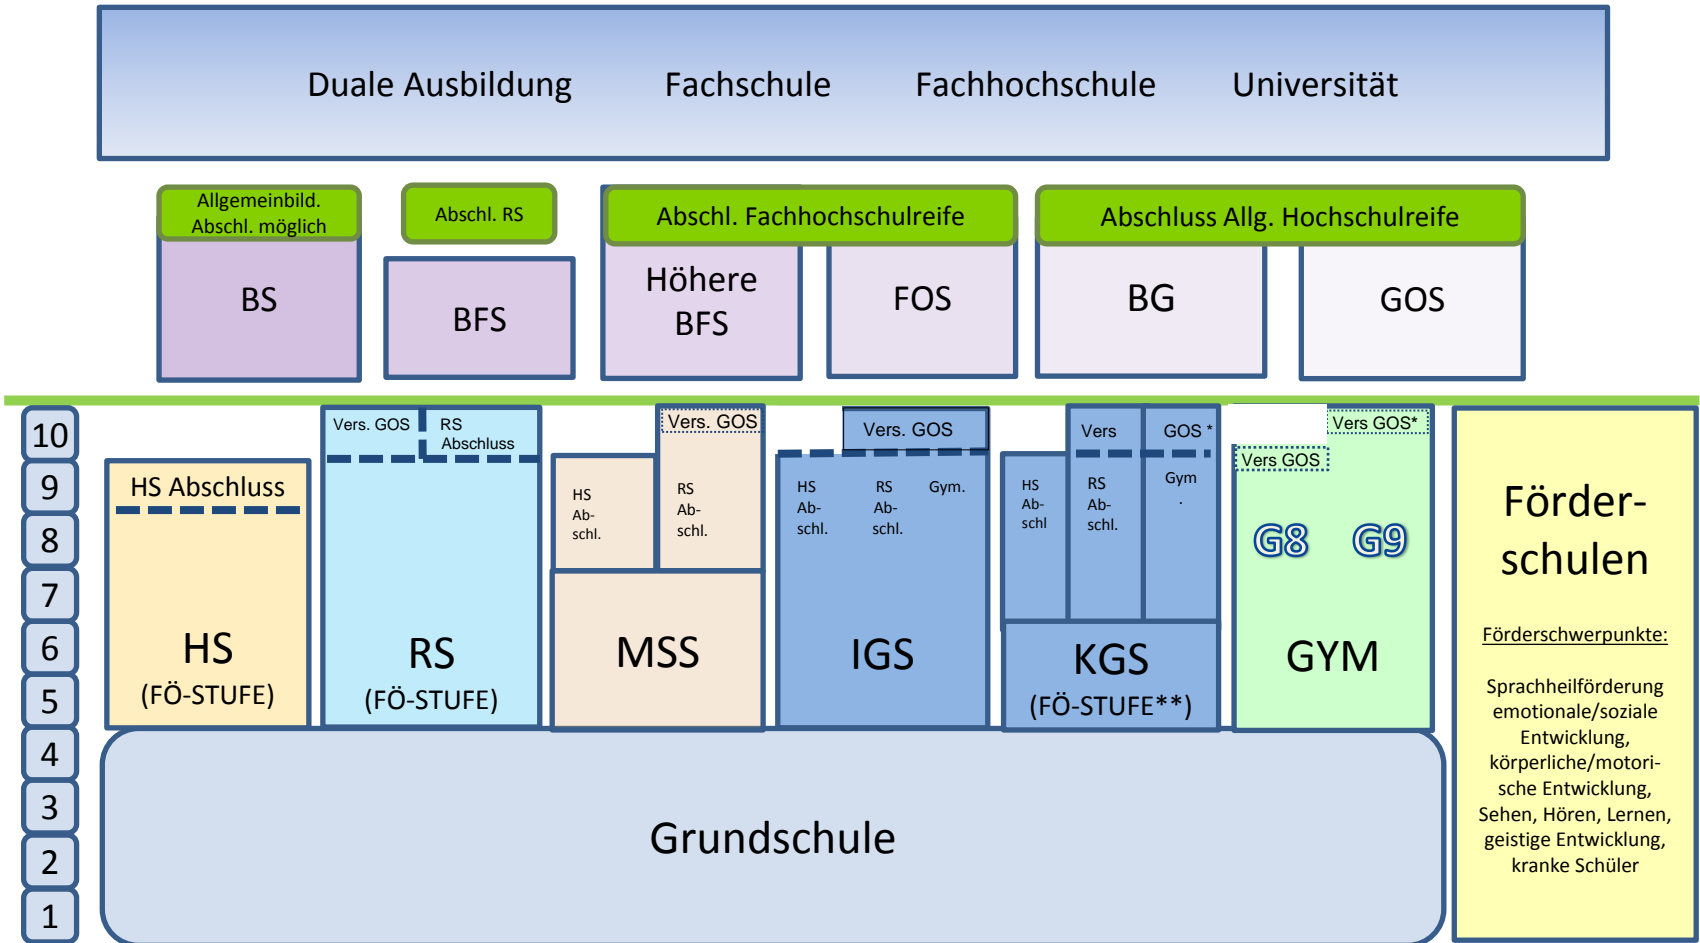 Duale Ausbildung Fachschule Fachhochschule Universität
Allgemeinbild.
Abschl. möglich
Abschl. RS
Abschl. Fachhochschulreife
Abschluss Allg. Hochschulreife
BS
BFS
Höhere
BFS
FOS
BG
GOS
10
9
8
7
6
5
4
3
2
1
HS Abschluss
HS
(FÖ-STUFE)
Vers. GOS
RS
Abschluss
RS
(FÖ-STUFE)
Vers. GOS
HS
Ab-
schl.
RS
Ab-
schl.
MSS
Vers. GOS
HS
Ab-
schl.
RS
Ab-
schl.
Gym.
IGS
Vers
GOS *
HS
Ab-
schl
RS
Ab-
schl.
Gym
.
KGS
(FÖ-STUFE**)
Vers GOS*
Vers GOS
G8 G9
GYM
Förder-
schulen
Förderschwerpunkte:
Sprachheilförderung
emotionale/soziale
Entwicklung,
körperliche/motori-
sche Entwicklung,
Sehen, Hören, Lernen,
geistige Entwicklung,
kranke Schüler
Grundschule